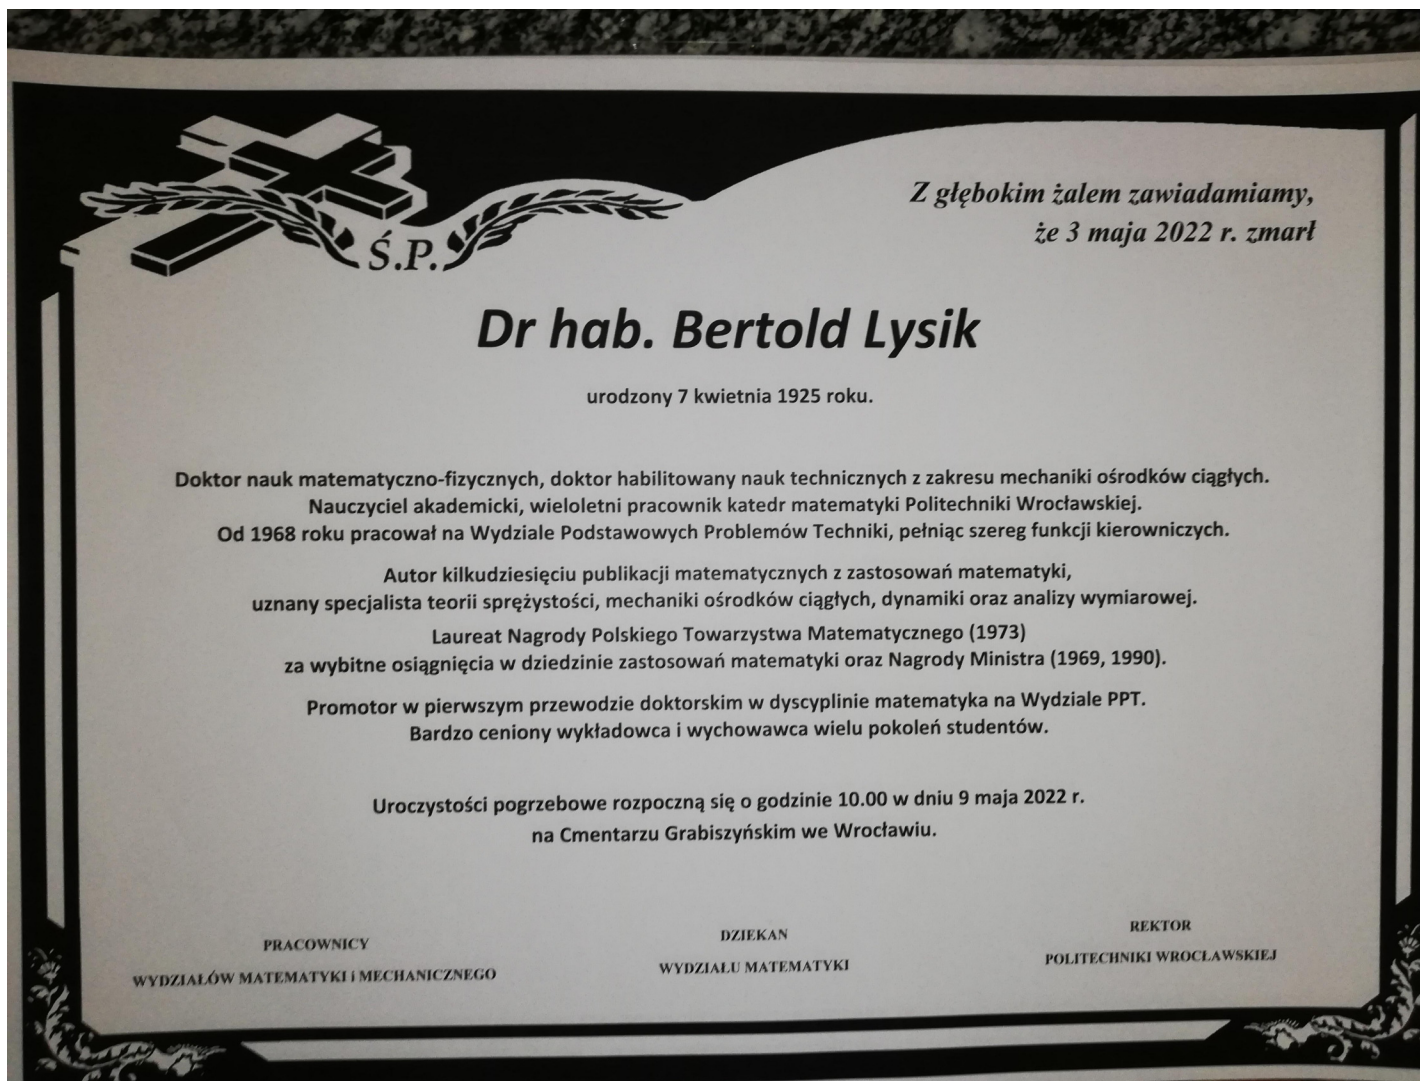 Ś.P.
Z głębokim żalem zawiadamiamy,
że 3 maja 2022 r. zmarł
Dr hab. Bertold Lysik
urodzony 7 kwietnia 1925 roku.
Doktor nauk matematyczno-fizycznych, doktor habilitowany nauk technicznych z zakresu mechaniki ośrodków ciągłych.
Nauczyciel akademicki, wieloletni pracownik katedr matematyki Politechniki Wrocławskiej.
Od 1968 roku pracował na Wydziale Podstawowych Problemów Techniki, pełniąc szereg funkcji kierowniczych.
Autor kilkudziesięciu publikacji matematycznych z zastosowań matematyki,
uznany specjalista teorii sprężystości, mechaniki ośrodków ciągłych, dynamiki oraz analizy wymiarowej.
Laureat Nagrody Polskiego Towarzystwa Matematycznego (1973)
za wybitne osiągnięcia w dziedzinie zastosowań matematyki oraz Nagrody Ministra (1969, 1990).
Promotor w pierwszym przewodzie doktorskim w dyscyplinie matematyka na Wydziale PPT.
Bardzo ceniony wykładowca i wychowawca wielu pokoleń studentów.
Uroczystości pogrzebowe rozpoczną się o godzinie 10.00 w dniu 9 maja 2022 r.
na Cmentarzu Grabiszyńskim we Wrocławiu.
PRACOWNICY
WYDZIAŁÓW MATEMATYKI i MECHANICZNEGO
DZIEKAN
WYDZIAŁU MATEMATYKI
REKTOR
POLITECHNIKI WROCŁAWSKIEJ